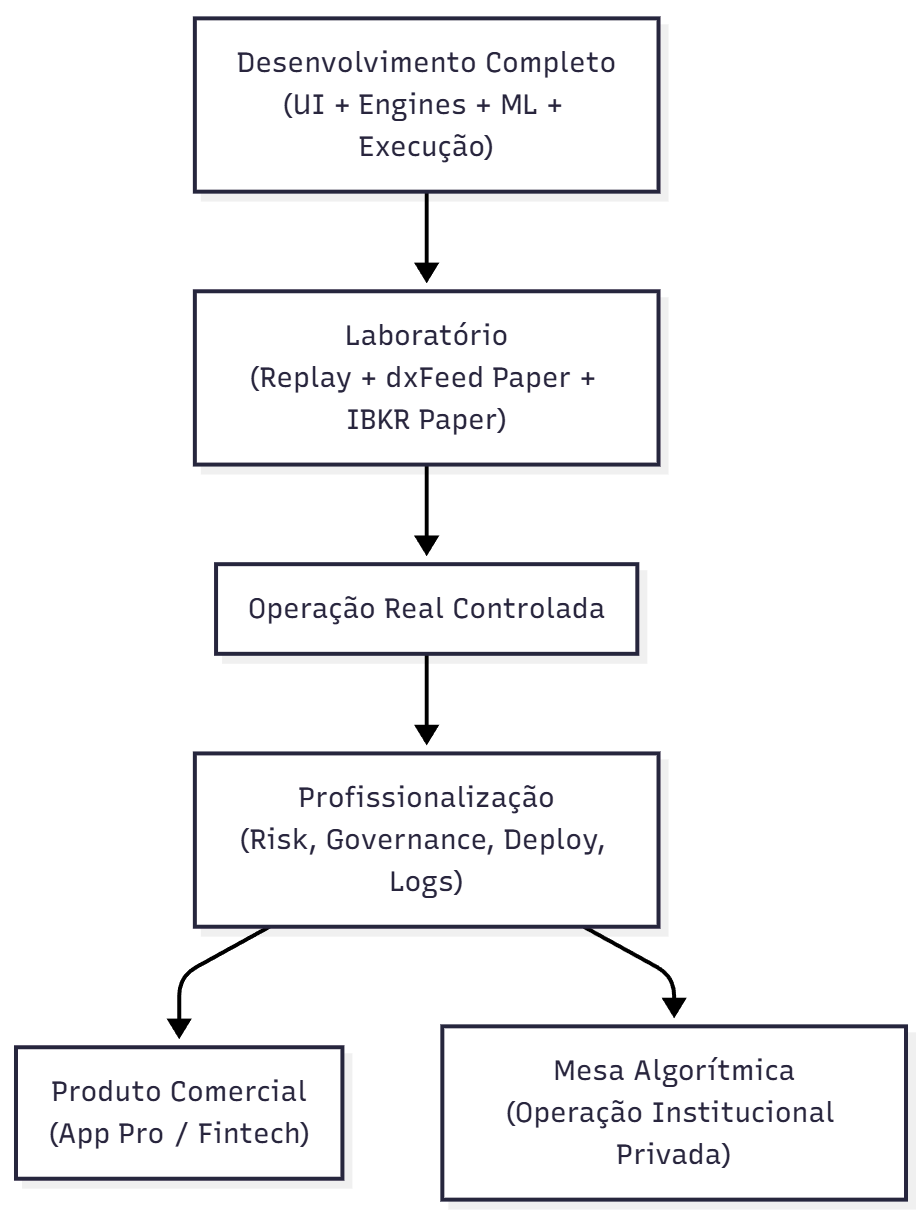 Desenvolvimento Completo
(UI + Engines + ML +
Execução)
Laboratório
(Replay + dxFeed Paper +
IBKR Paper)
Operação Real Controlada
Profissionalização
(Risk, Governance, Deploy,
Logs)
Produto Comercial
(App Pro / Fintech)
Mesa Algorítmica
(Operação Institucional
Privada)